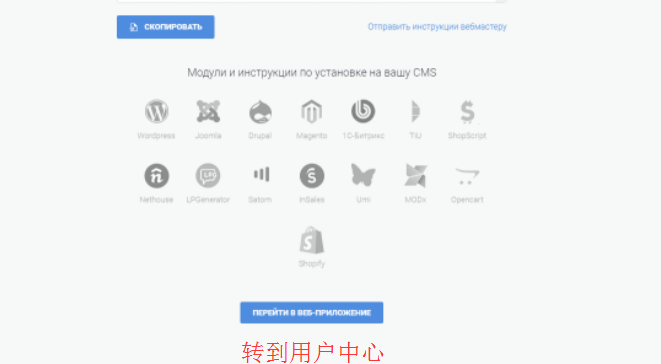 СКОПИРОВАТЬ
Отправить инструкции вебмастеру
Модули и инструкции по установке на вашу CMS
Wordpress Joomla Drupal Magento 1С-Битрикс TIU ShopScript
Nethouse LPGenerator Satom InSales Umi MODx Opencart
Shopify
ПЕРЕЙТИ В ВЕБ-ПРИЛОЖЕНИЕ
转到用户中心